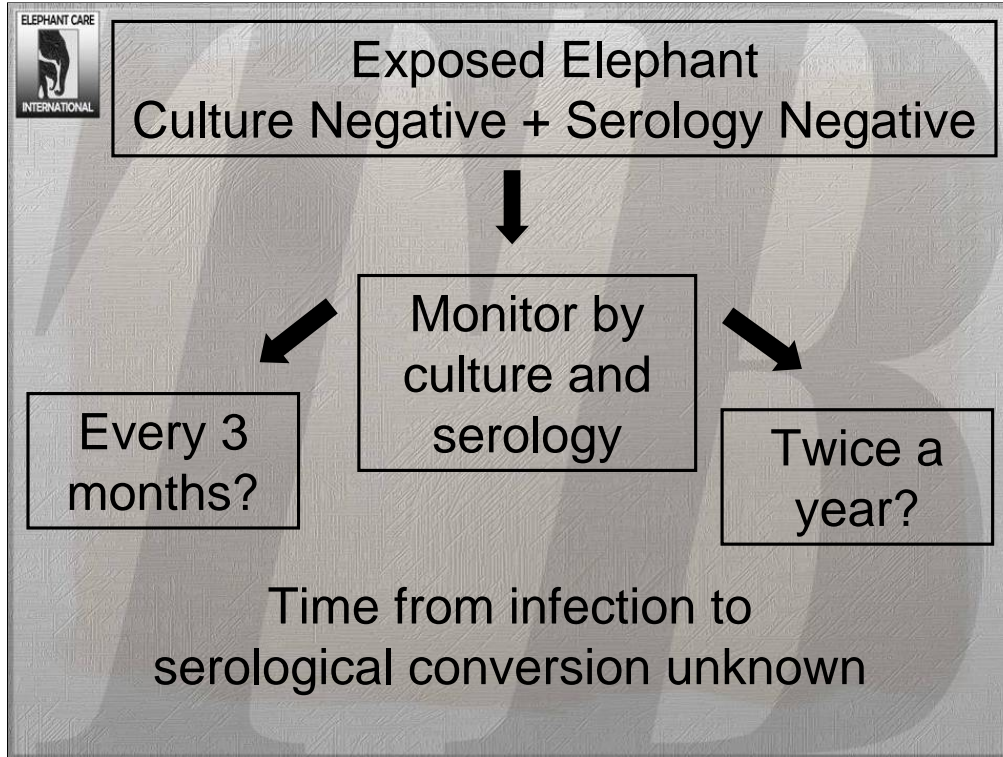 ELEPHANT CARE
INTERNATIONAL
Exposed Elephant
Culture Negative + Serology Negative
Monitor by
culture and
serology
Every 3
months?
Twice a
year?
Time from infection to
serological conversion unknown
TB